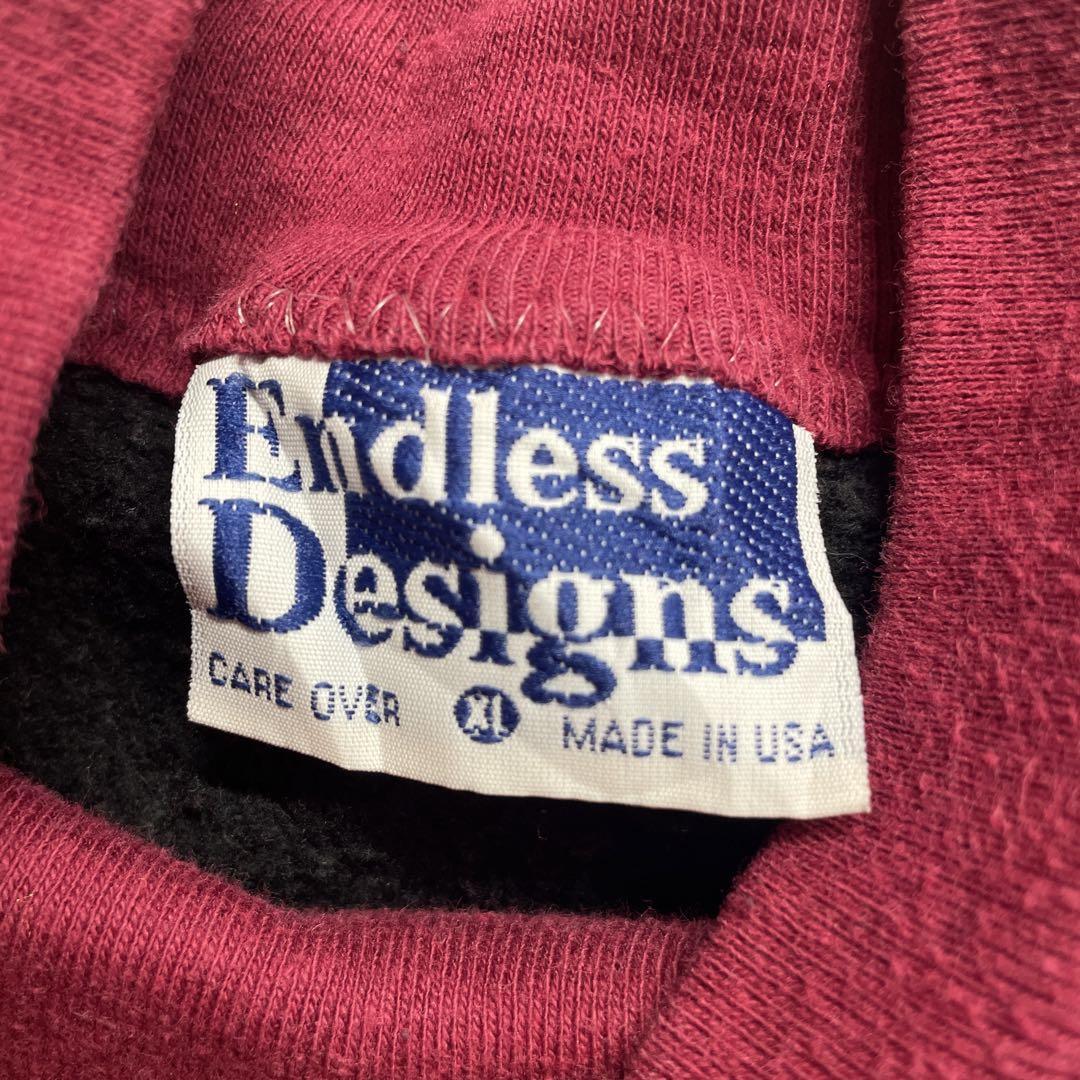 Endless
Designs
CARE OVER XL MADE IN USA